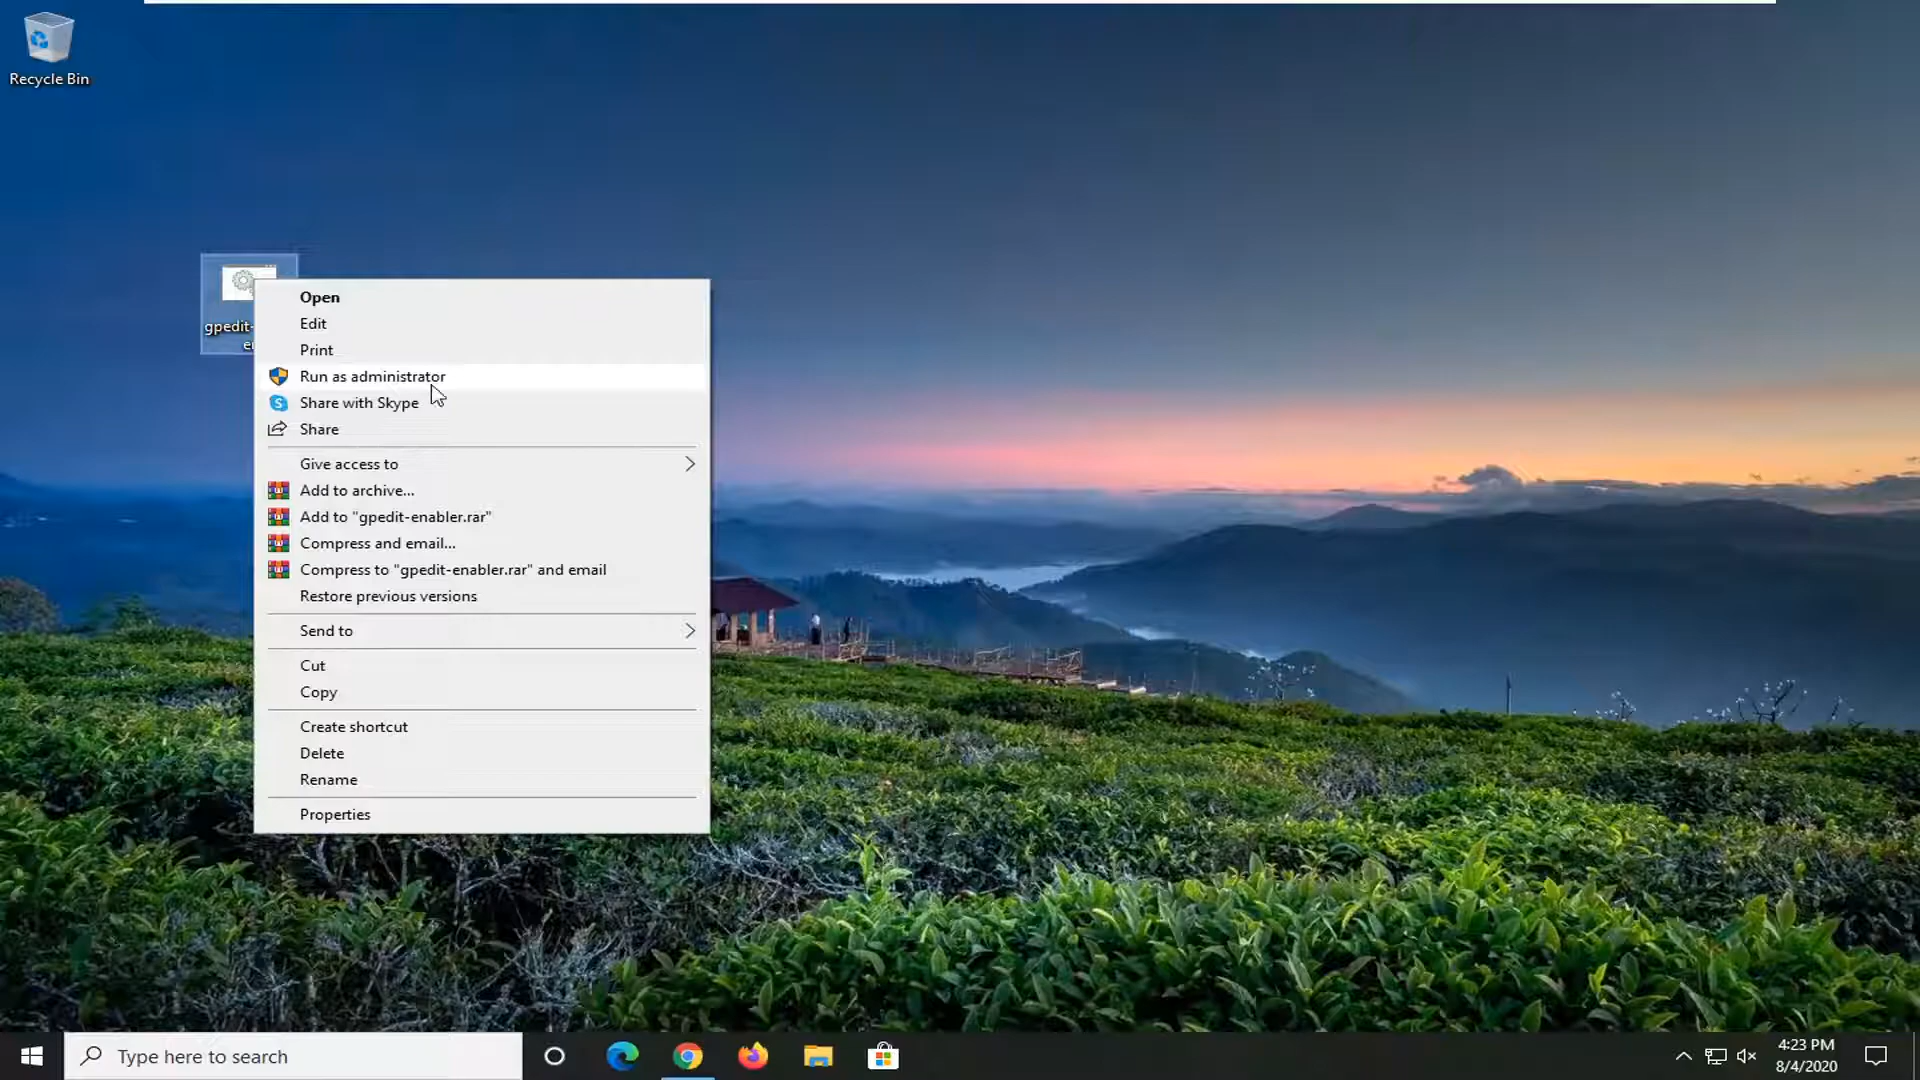 Recycle Bin
gpedit-
Open
Edit
Print
Run as administrator
Share with Skype
Share
Give access to
Add to archive...
Add to "gpedit-enabler.rar"
Compress and email...
Compress to "gpedit-enabler.rar" and email
Restore previous versions
Send to
Cut
Copy
Create shortcut
Delete
Rename
Properties
Type here to search
4:23 PM
8/4/2020